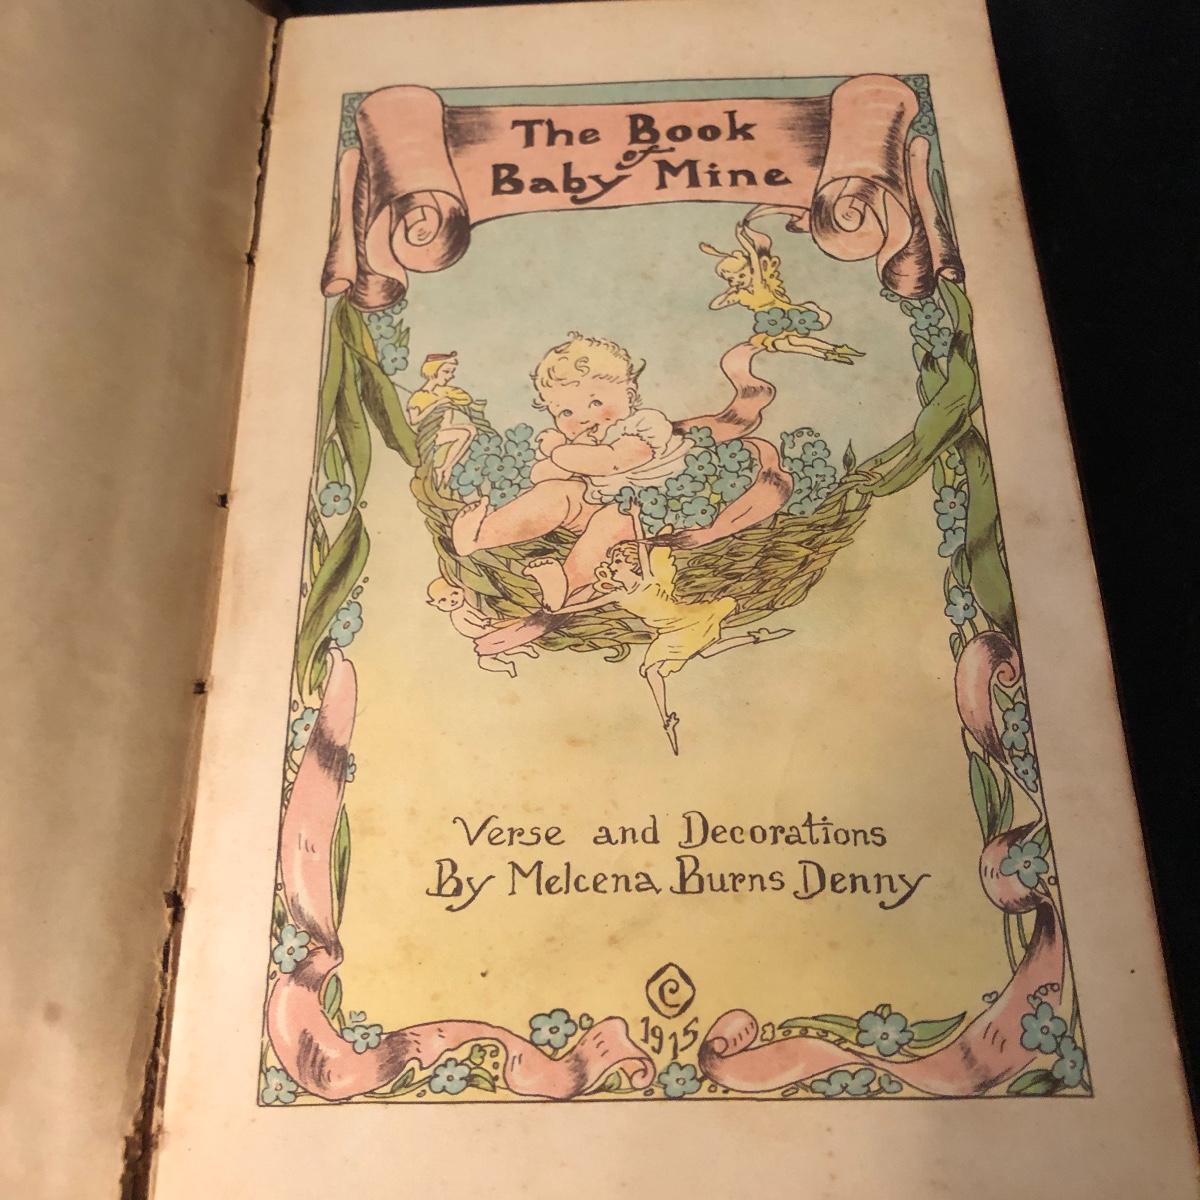 The Book
of
Baby Mine
Verse and Decorations
By Melcena Burns Denny
©
1915